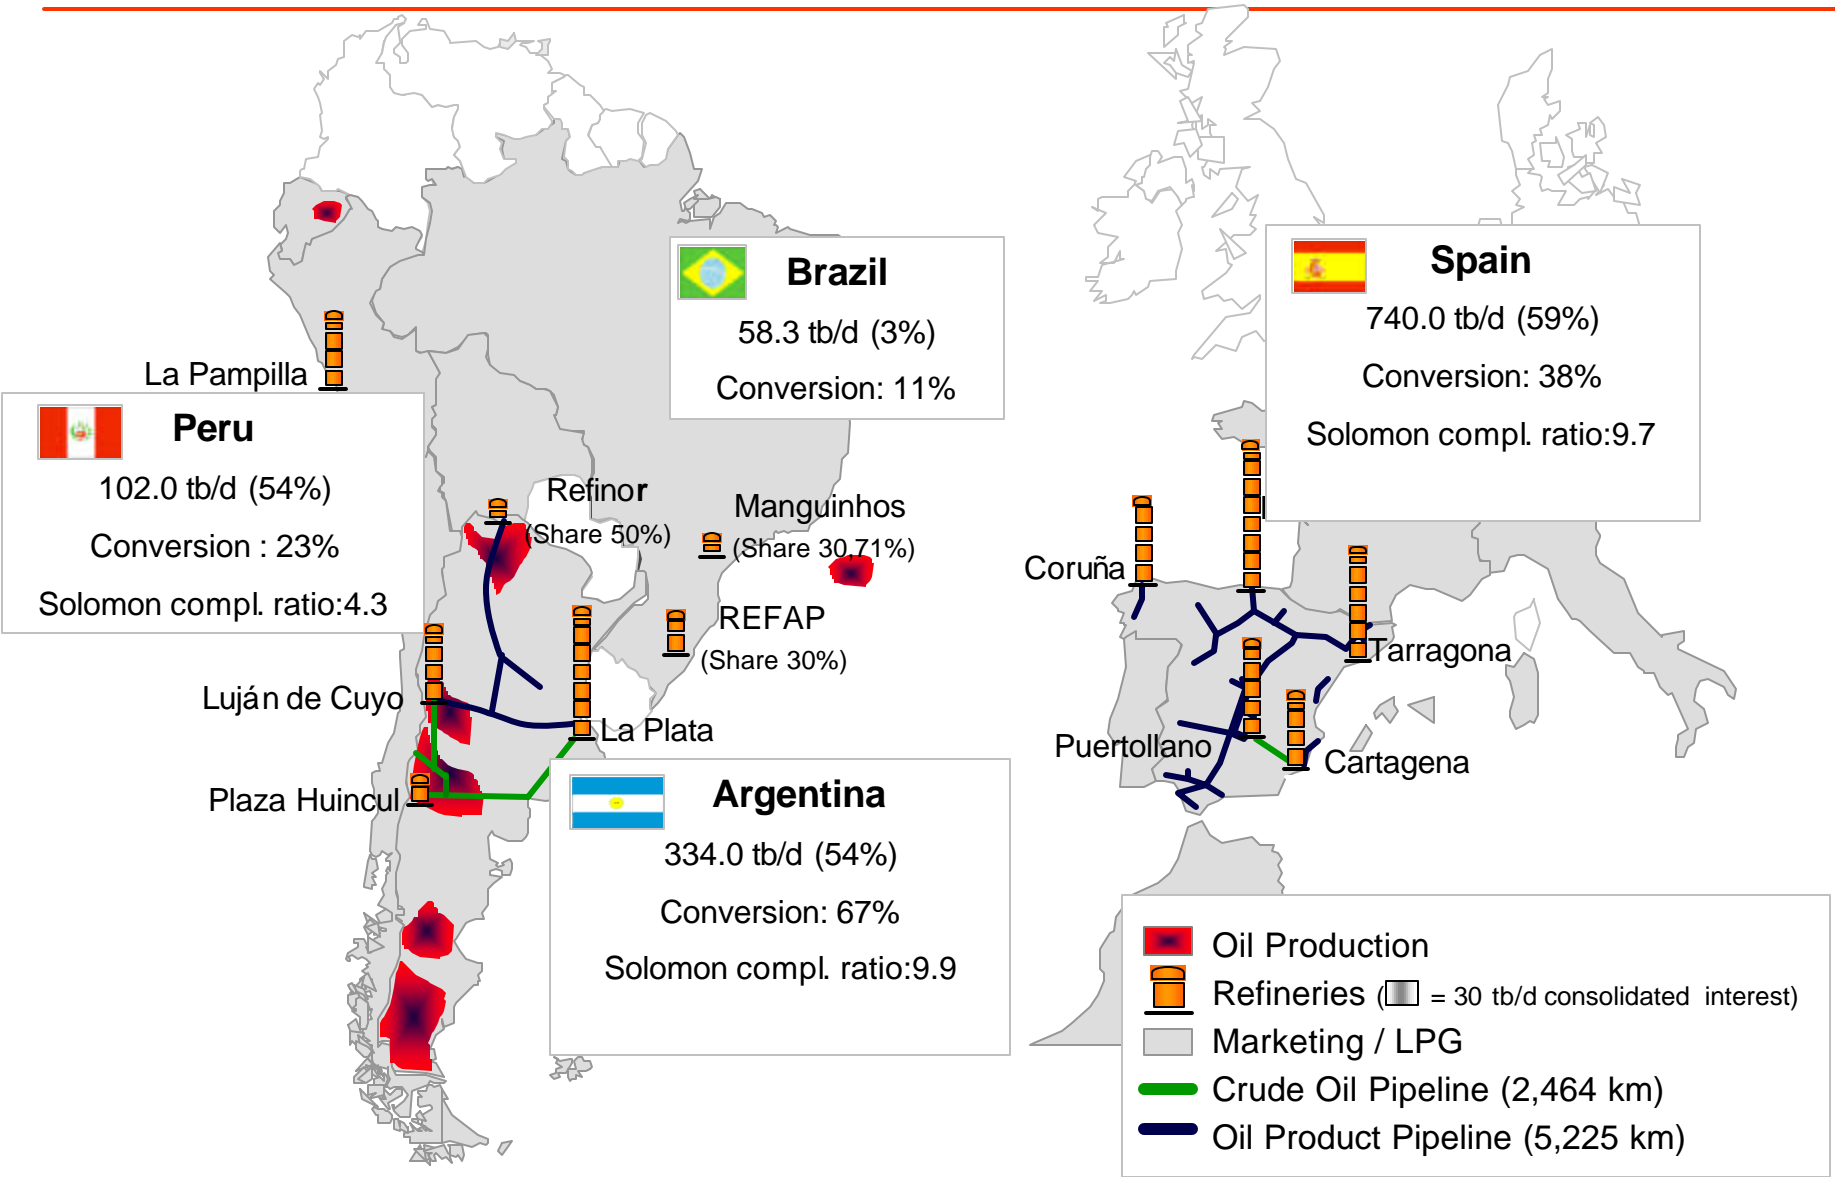 Brazil
58.3 tb/d (3%)
Conversion: 11%
Spain
740.0 tb/d (59%)
Conversion: 38%
Solomon compl. ratio:9.7
La Pampilla
Peru
102.0 tb/d (54%)
Conversion : 23%
Solomon compl. ratio:4.3
Refinor
(Share 50%)
Manguinhos
(Share 30,71%)
REFAP
(Share 30%)
Luján de Cuyo
La Plata
Plaza Huincul
Coruña
Tarragona
Puertollano
Cartagena
Argentina
334.0 tb/d (54%)
Conversion: 67%
Solomon compl. ratio:9.9
Oil Production
Refineries ( = 30 tb/d consolidated interest)
Marketing / LPG
Crude Oil Pipeline (2,464 km)
Oil Product Pipeline (5,225 km)